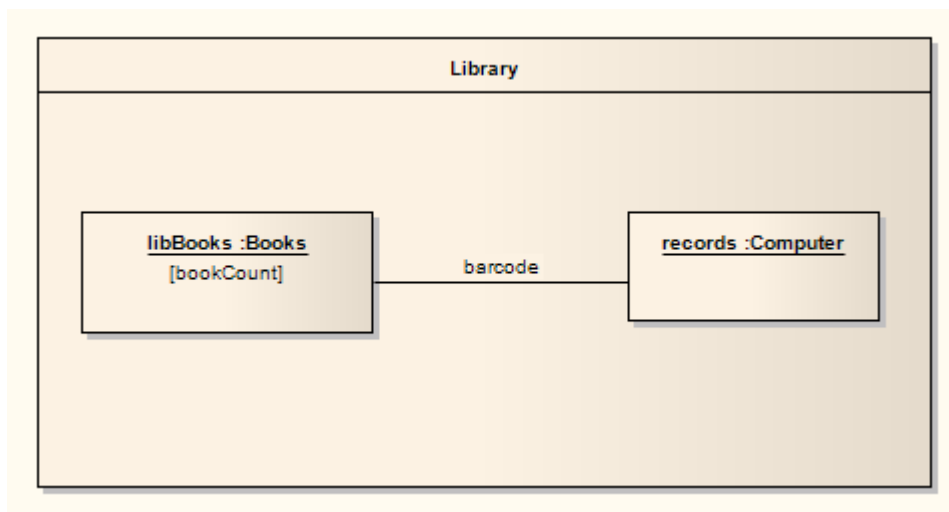 Library
libBooks :Books
[bookCount]
barcode
records :Computer